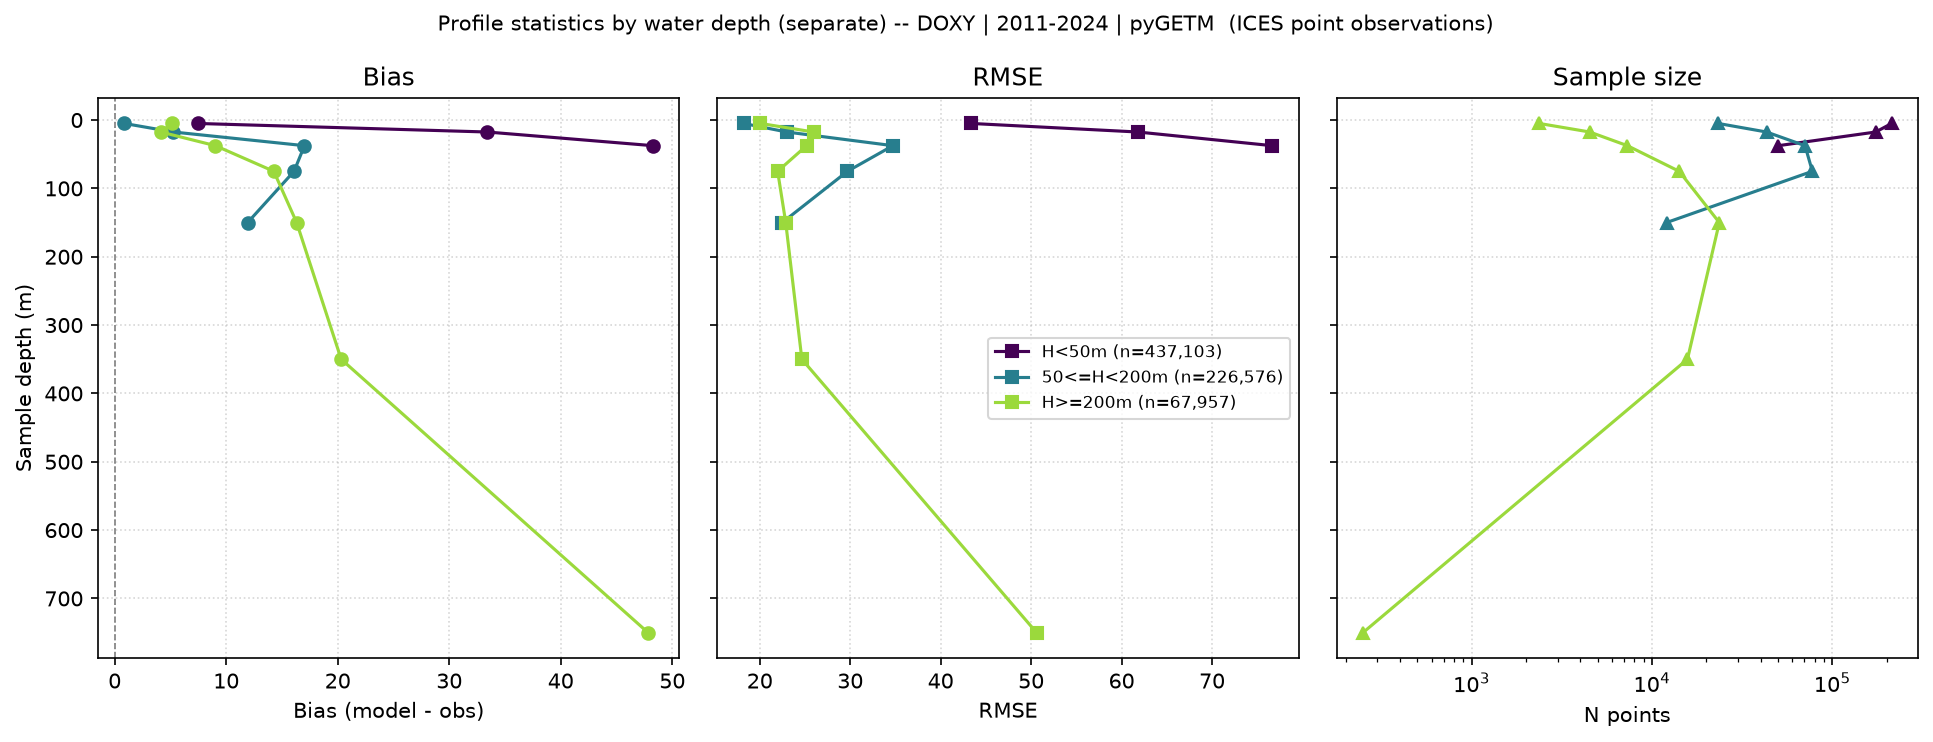 Profile statistics by water depth (separate) -- DOXY | 2011-2024 | pyGETM  (ICES point observations)
Bias
RMSE
Sample size
0
100
200
300
400
500
600
700
Sample depth (m)
H<50m (n=437,103)
50<=H<200m (n=226,576)
H>=200m (n=67,957)
0 10 20 30 40 50
20 30 40 50 60 70
10³ 10⁴ 10⁵
Bias (model - obs)
RMSE
N points